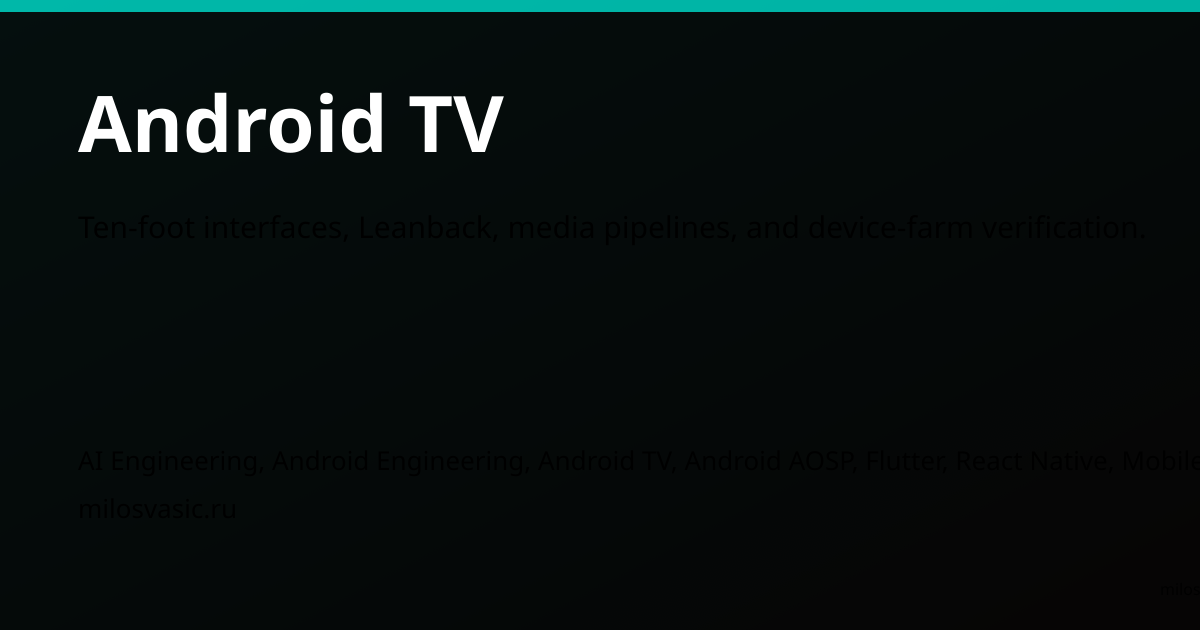 Android TV
Ten-foot interfaces, Leanback, media pipelines, and device-farm verification.
AI Engineering, Android Engineering, Android TV, Android AOSP, Flutter, React Native, Mobile
milosvasic.ru